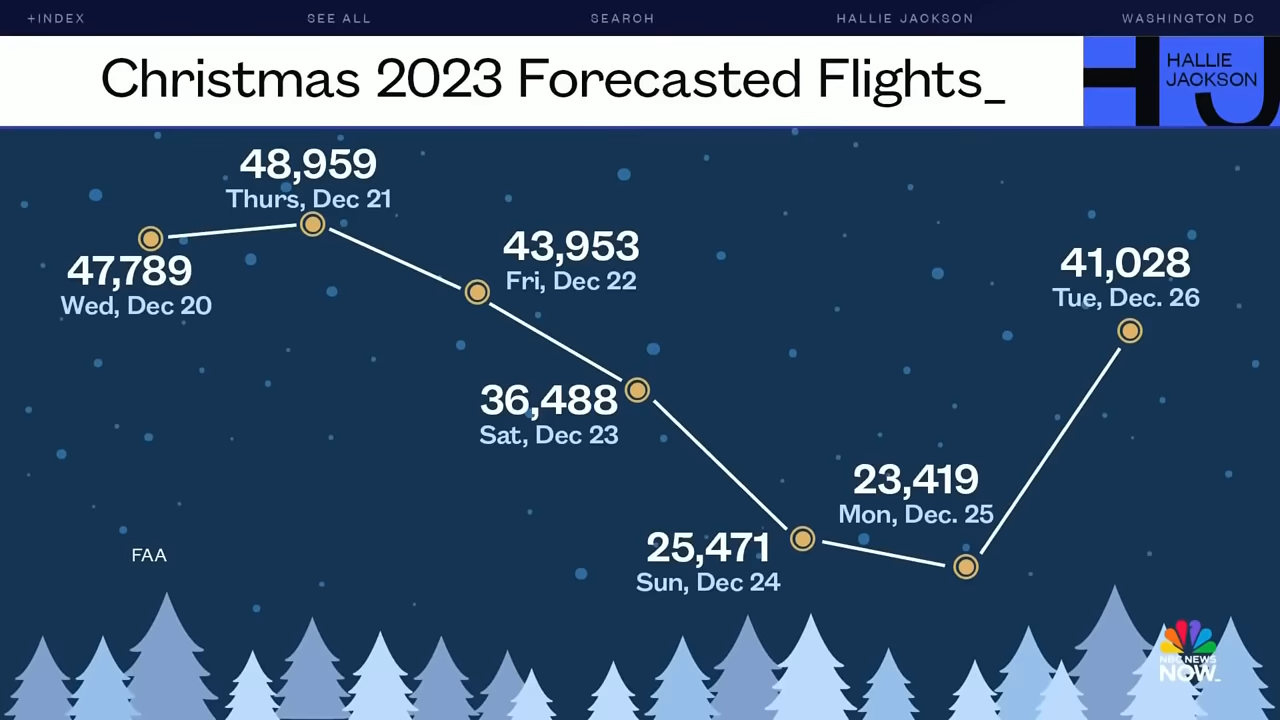 +INDEX
SEE ALL
SEARCH
HALLIE JACKSON
WASHINGTON DC
Christmas 2023 Forecasted Flights_
HALLIE
JACKSON
48,959
Thurs, Dec 21
47,789
Wed, Dec 20
43,953
Fri, Dec 22
41,028
Tue, Dec. 26
36,488
Sat, Dec 23
23,419
Mon, Dec. 25
25,471
Sun, Dec 24
FAA
NBC NEWS
NOW_